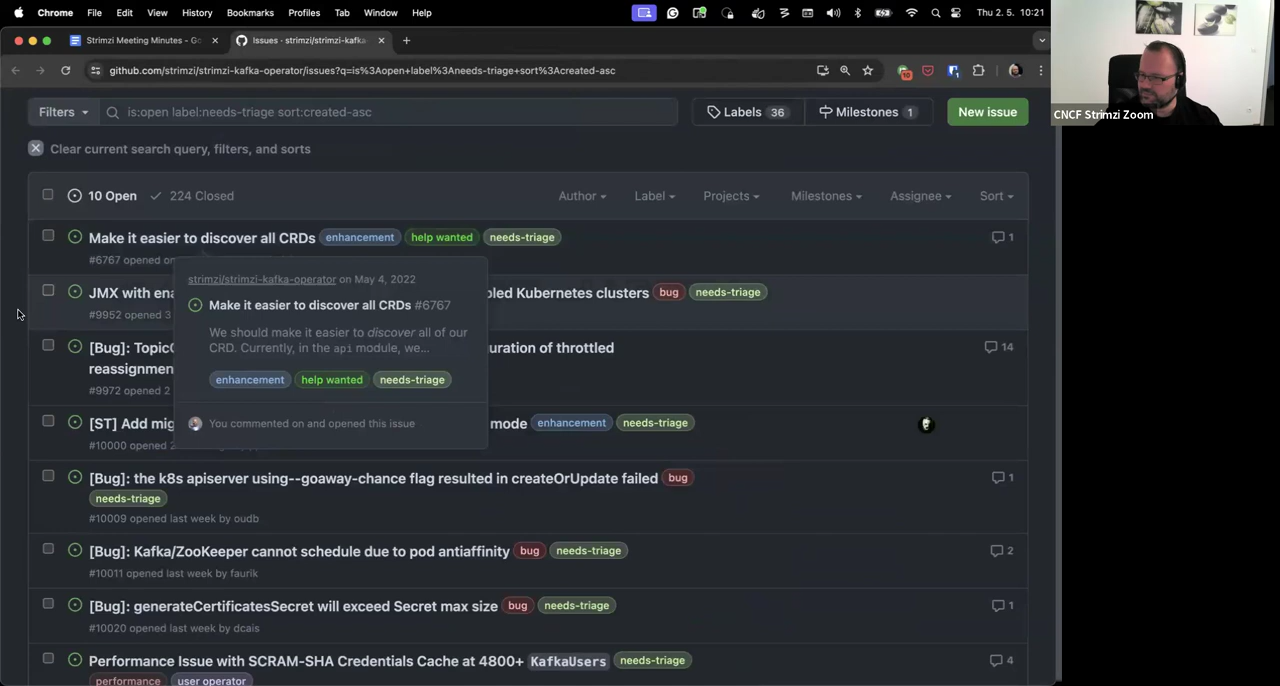 Chrome File Edit View History Bookmarks Profiles Tab Window Help
Thu 2. 5. 10:21
Strimzi Meeting Minutes - Go
Issues · strimzi/strimzi-kafka-
github.com/strimzi/strimzi-kafka-operator/issues?q=is%3Aopen+label%3Aneeds-triage+sort%3Acreated-asc
10
CNCF Strimzi Zoom
Filters
is:open label:needs-triage sort:created-asc
Labels 36
Milestones 1
New issue
Clear current search query, filters, and sorts
10 Open 224 Closed
Author Label Projects Milestones Assignee Sort
Make it easier to discover all CRDs enhancement help wanted needs-triage 1
#6767 opened on
strimzi/strimzi-kafka-operator on May 4, 2022
Make it easier to discover all CRDs #6767
We should make it easier to discover all of our
CRD. Currently, in the api module, we...
enhancement help wanted needs-triage
You commented on and opened this issue
JMX with ena bled Kubernetes clusters bug needs-triage
#9952 opened 3
[Bug]: TopicO uration of throttled 14
reassignmen
#9972 opened 2
[ST] Add mig mode enhancement needs-triage
#10000 opened 2
[Bug]: the k8s apiserver using--goaway-chance flag resulted in createOrUpdate failed bug 1
needs-triage
#10009 opened last week by oudb
[Bug]: Kafka/ZooKeeper cannot schedule due to pod antiaffinity bug needs-triage 2
#10011 opened last week by faurik
[Bug]: generateCertificatesSecret will exceed Secret max size bug needs-triage 1
#10020 opened last week by dcais
Performance Issue with SCRAM-SHA Credentials Cache at 4800+ KafkaUsers needs-triage 4
performance user operator